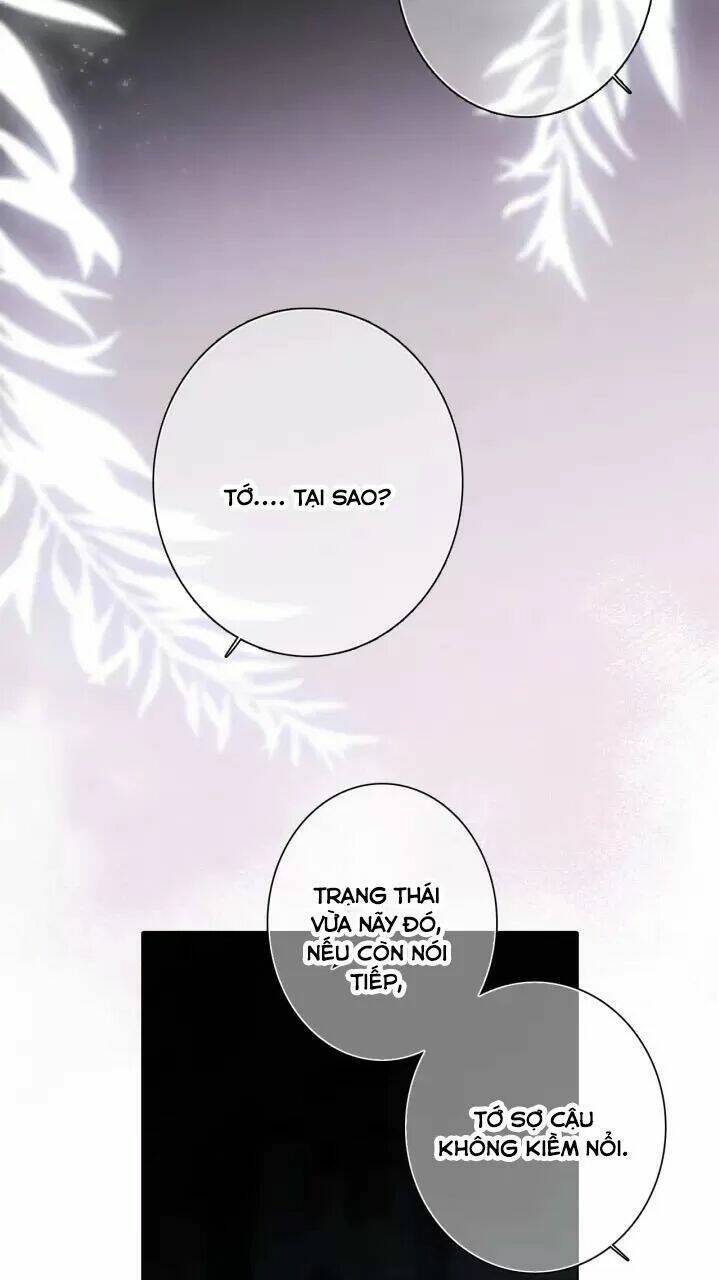 TỚ.... TẠI SAO?
TRẠNG THÁI
VỪA NÃY ĐÓ,
NẾU CÒN NÓI
TIẾP,
TỚ SỢ CẬU
KHÔNG KIỀM NỔI.